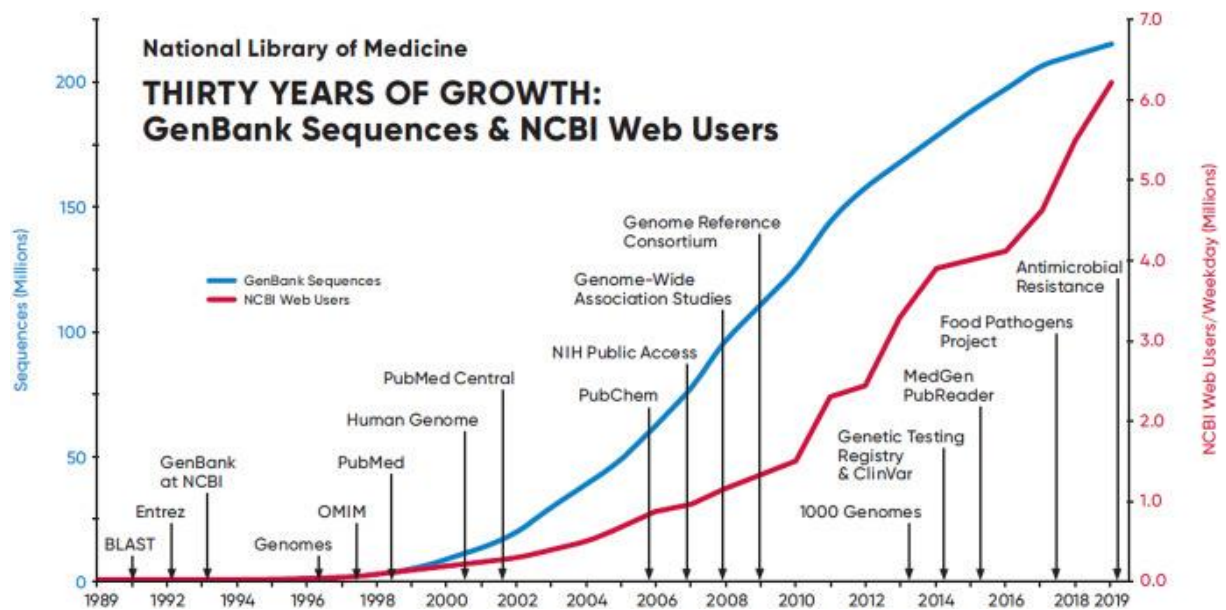 National Library of Medicine
THIRTY YEARS OF GROWTH:
GenBank Sequences & NCBI Web Users
Sequences (Millions)
200
150
100
50
0
7.0
6.0
5.0
4.0
3.0
2.0
1.0
0.0
NCBI Web Users/Weekday (Millions)
GenBank Sequences
NCBI Web Users
BLAST
Entrez
GenBank
at NCBI
Genomes
OMIM
PubMed
Human Genome
PubMed Central
PubChem
NIH Public Access
Genome-Wide
Association Studies
Genome Reference
Consortium
1000 Genomes
Genetic Testing
Registry
& ClinVar
MedGen
PubReader
Food Pathogens
Project
Antimicrobial
Resistance
1989 1992 1994 1996 1998 2000 2002 2004 2006 2008 2010 2012 2014 2016 2018 2019